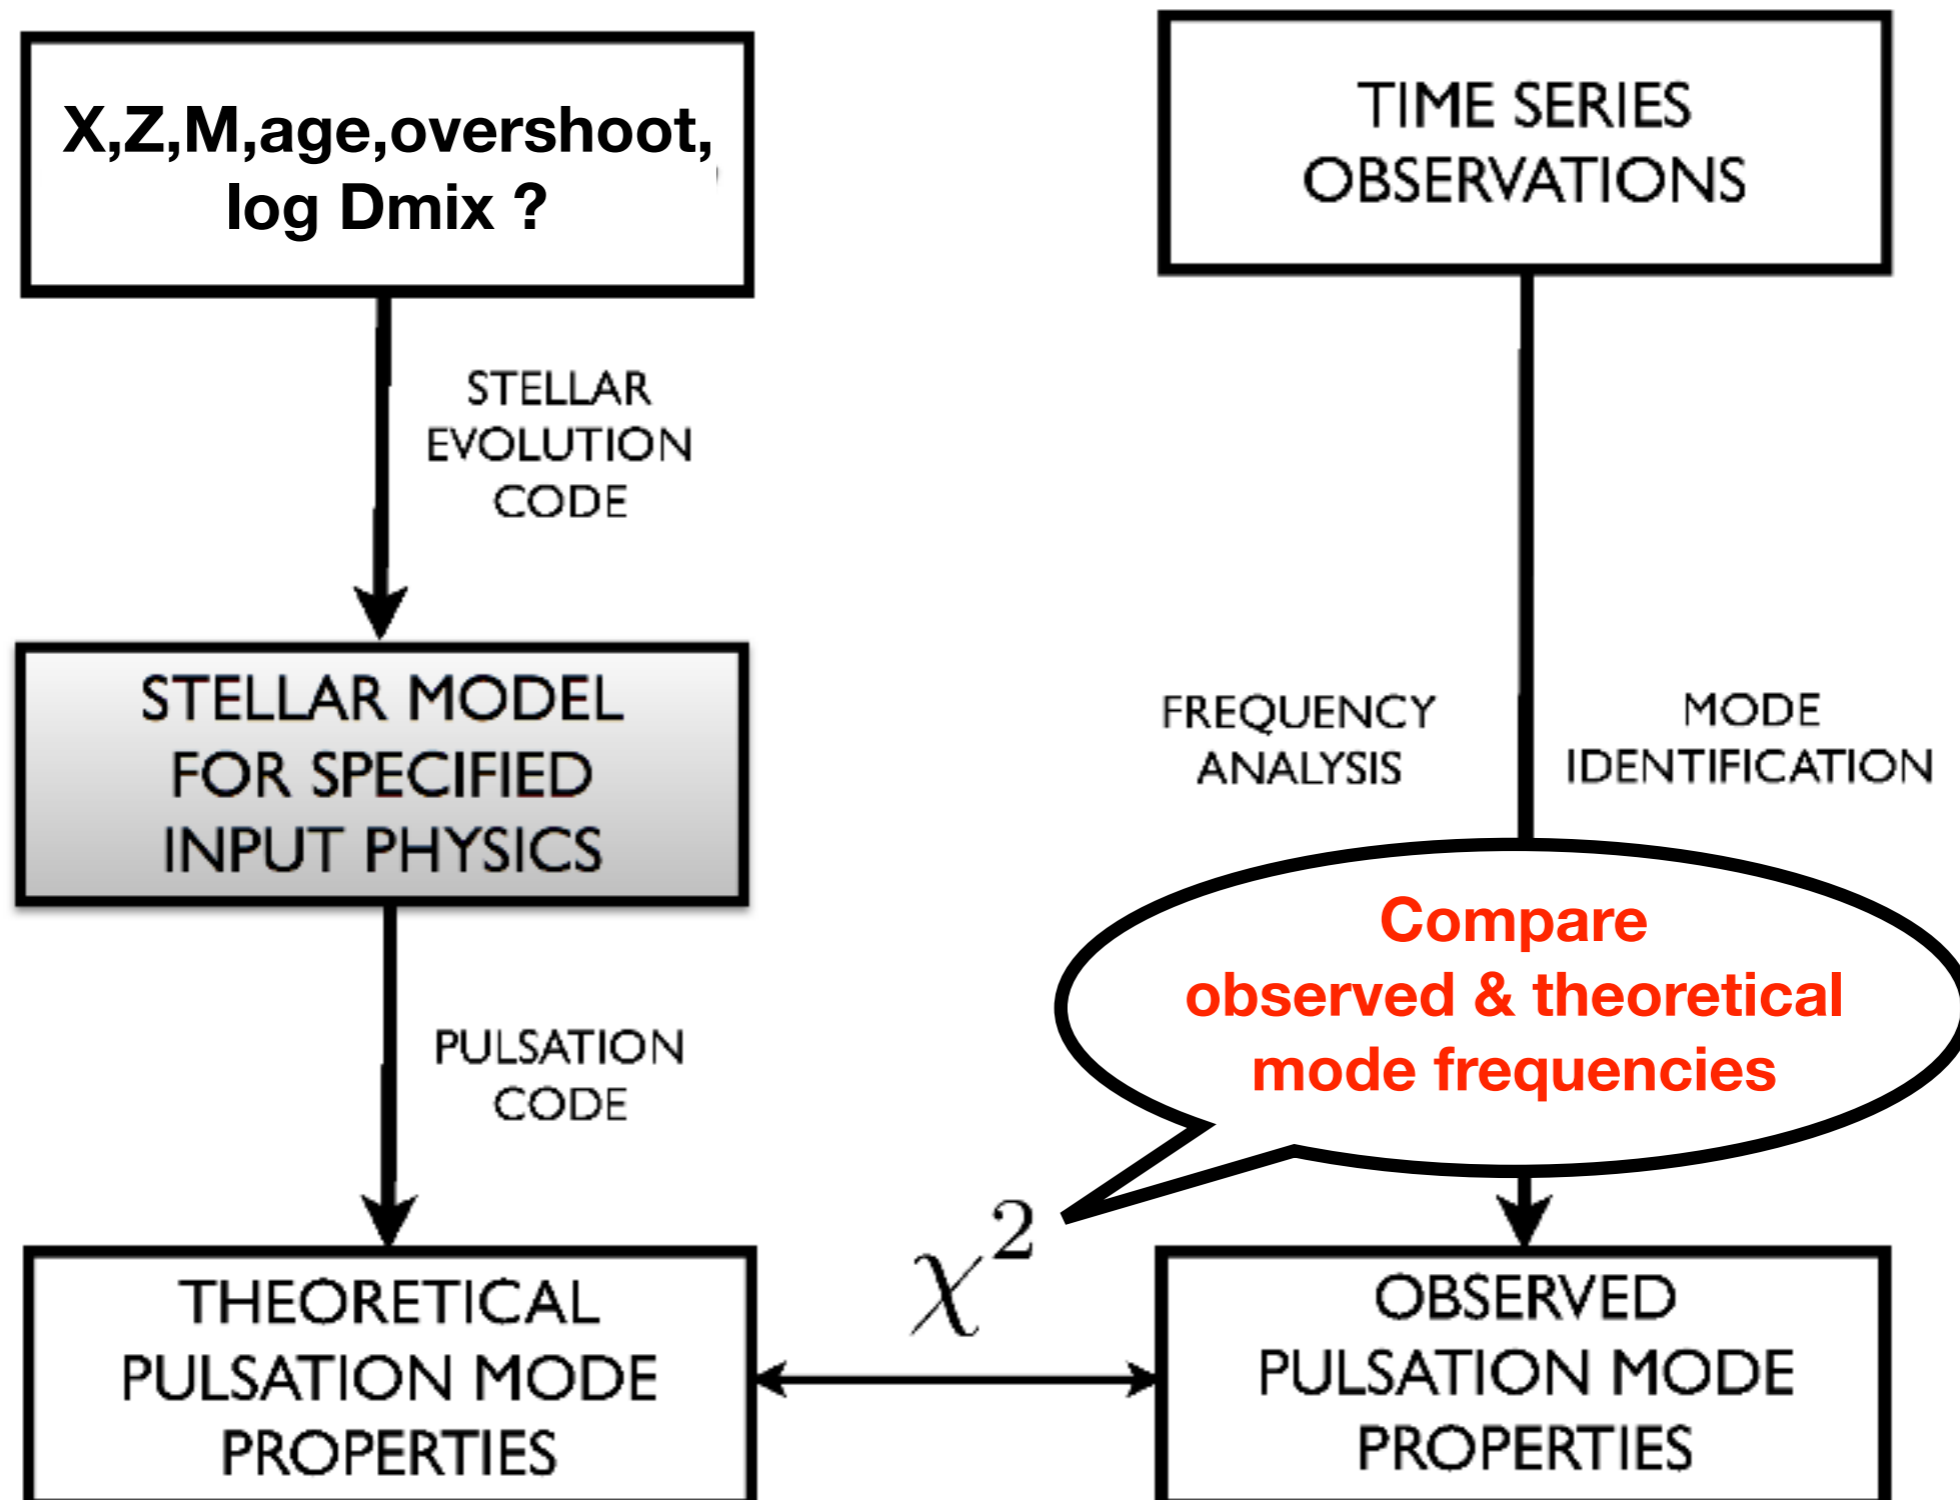 X,Z,M,age,overshoot,
log Dmix ?
STELLAR
EVOLUTION
CODE
STELLAR MODEL
FOR SPECIFIED
INPUT PHYSICS
PULSATION
CODE
THEORETICAL
PULSATION MODE
PROPERTIES
χ²
TIME SERIES
OBSERVATIONS
FREQUENCY
ANALYSIS
MODE
IDENTIFICATION
Compare
observed & theoretical
mode frequencies
OBSERVED
PULSATION MODE
PROPERTIES